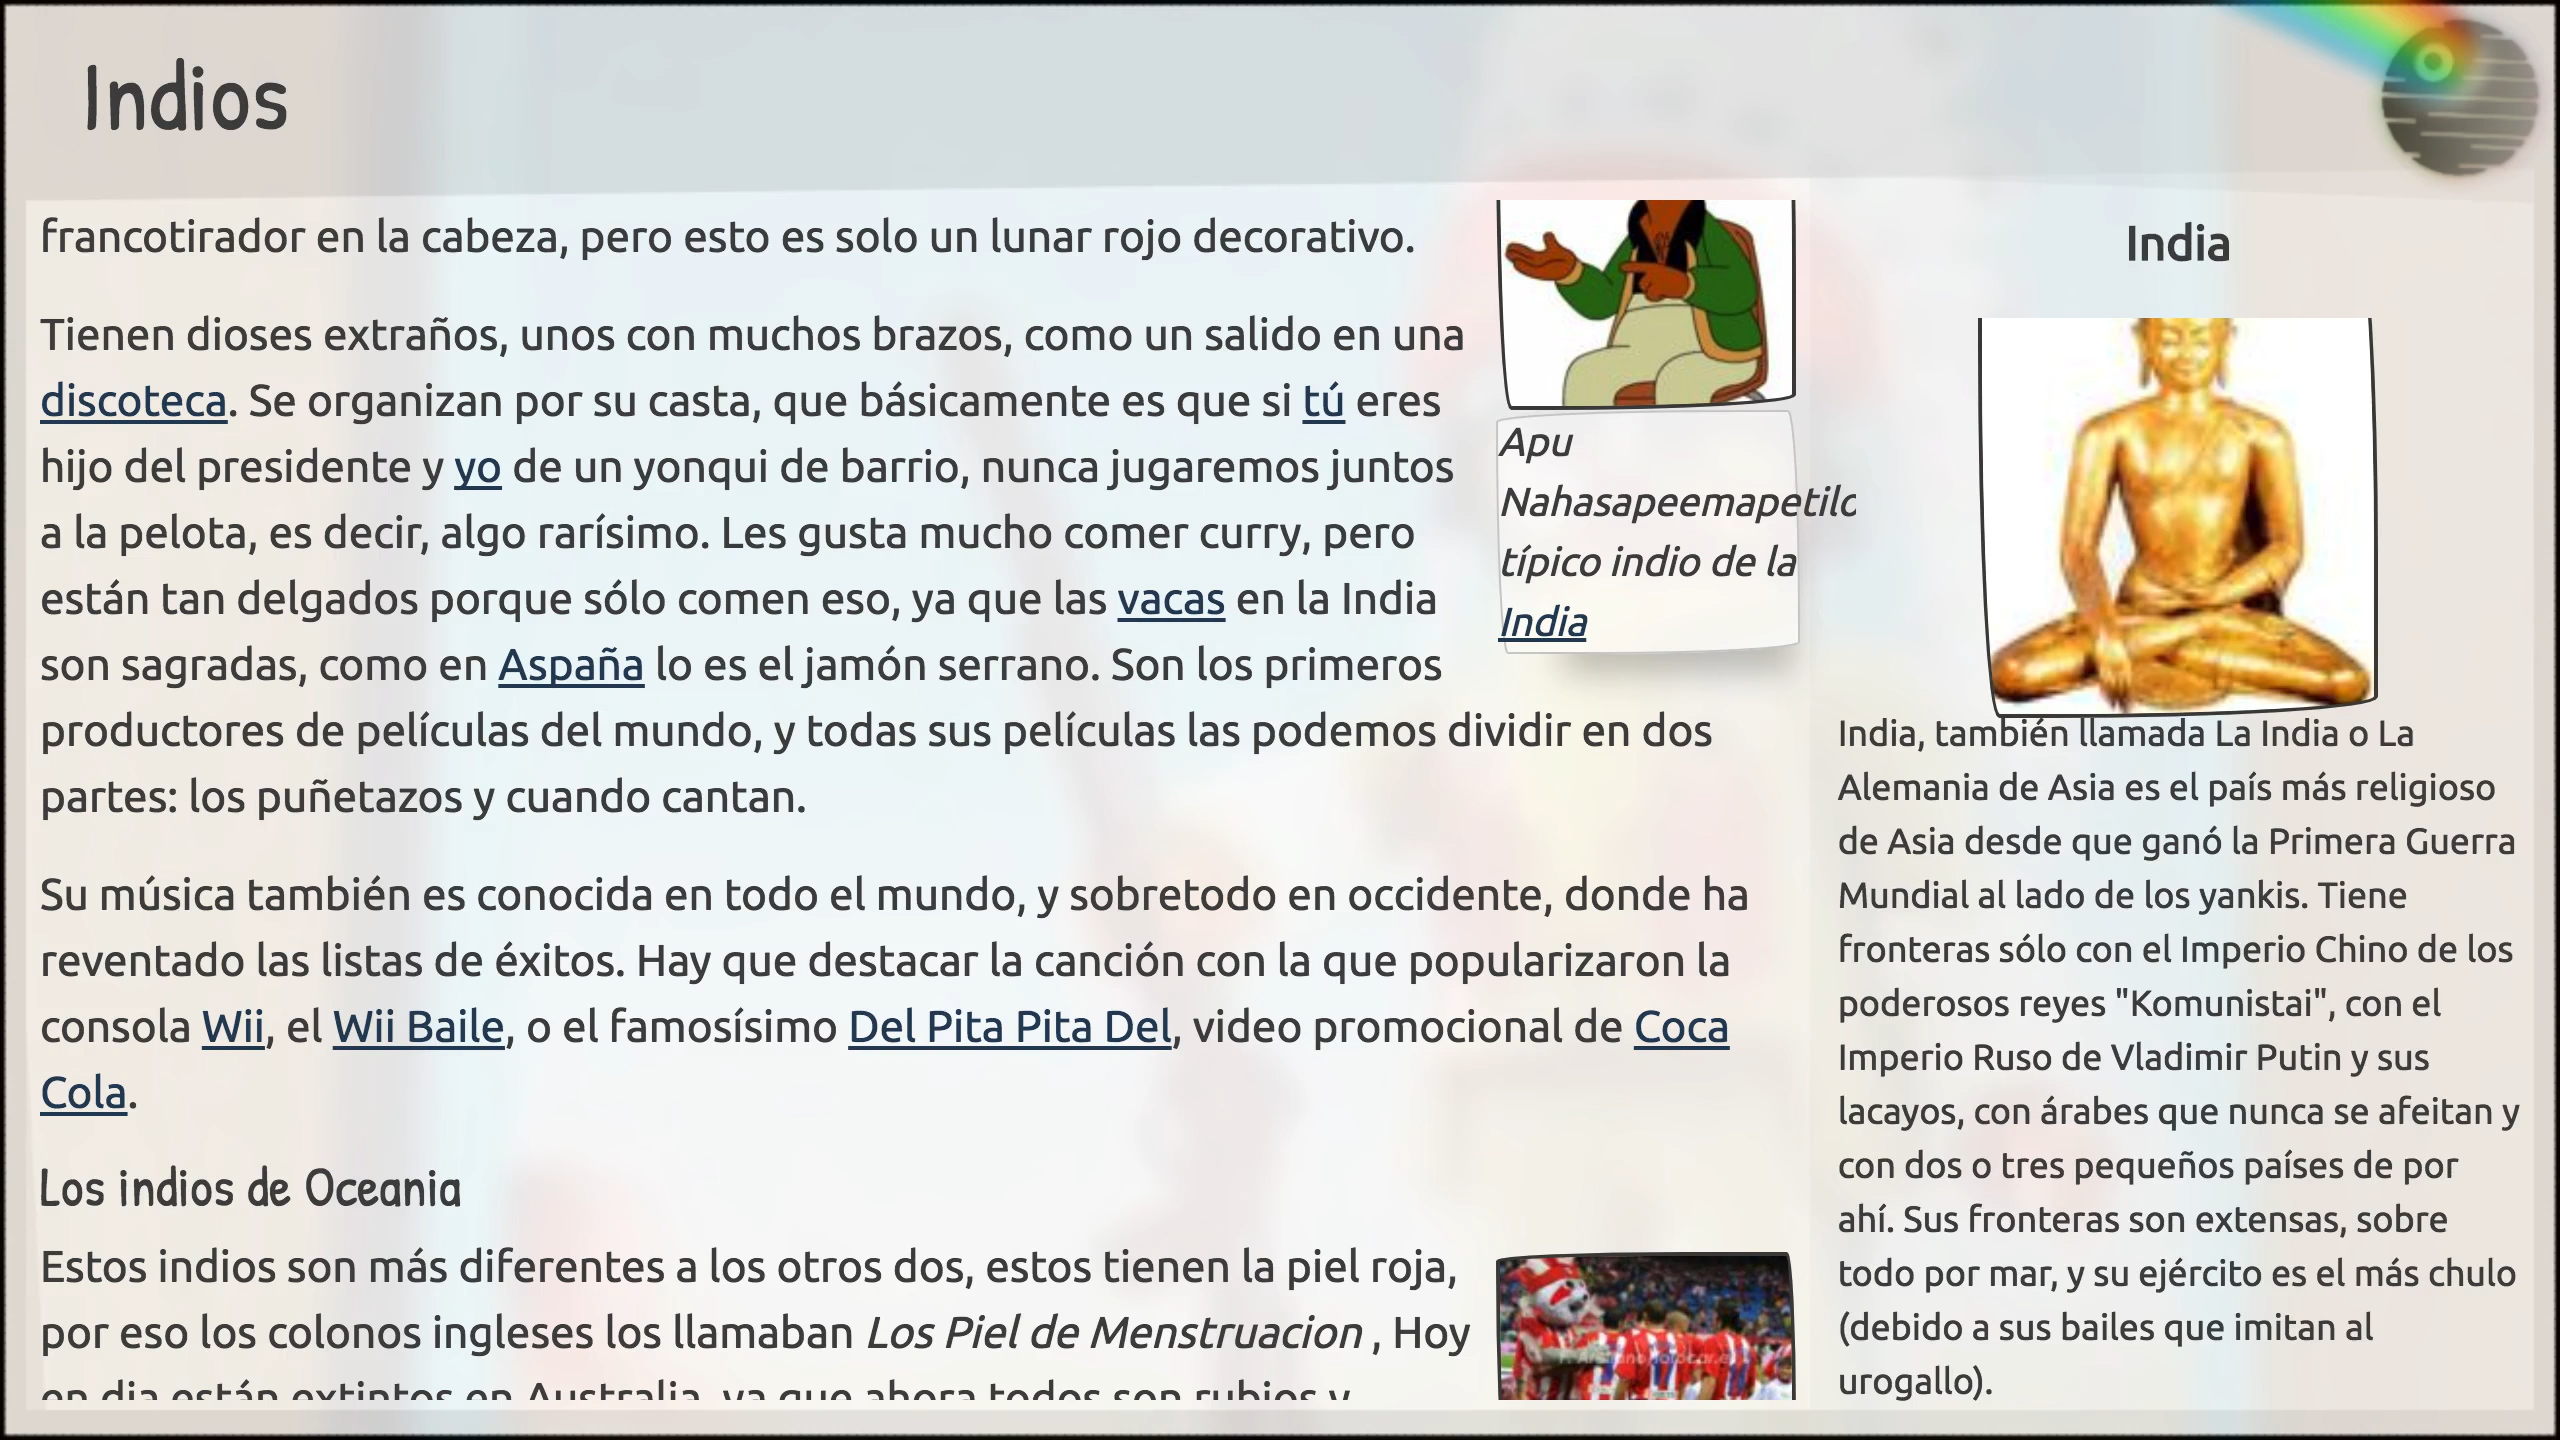 Indios
francotirador en la cabeza, pero esto es solo un lunar rojo decorativo.
Tienen dioses extraños, unos con muchos brazos, como un salido en una
discoteca. Se organizan por su casta, que básicamente es que si tú eres
hijo del presidente y yo de un yonqui de barrio, nunca jugaremos juntos
a la pelota, es decir, algo rarísimo. Les gusta mucho comer curry, pero
están tan delgados porque sólo comen eso, ya que las vacas en la India
son sagradas, como en Aspaña lo es el jamón serrano. Son los primeros
productores de películas del mundo, y todas sus películas las podemos dividir en dos
partes: los puñetazos y cuando cantan.
Su música también es conocida en todo el mundo, y sobretodo en occidente, donde ha
reventado las listas de éxitos. Hay que destacar la canción con la que popularizaron la
consola Wii, el Wii Baile, o el famosísimo Del Pita Pita Del, video promocional de Coca
Cola.
Los indios de Oceania
Estos indios son más diferentes a los otros dos, estos tienen la piel roja,
por eso los colonos ingleses los llamaban Los Piel de Menstruacion , Hoy
en dia están extintos en Australia, ya que ahora todos son rubios y
Apu
típico indio de la
India
India
India, también llamada La India o La
Alemania de Asia es el país más religioso
de Asia desde que ganó la Primera Guerra
Mundial al lado de los yankis. Tiene
fronteras sólo con el Imperio Chino de los
poderosos reyes "Komunistai", con el
Imperio Ruso de Vladimir Putin y sus
lacayos, con árabes que nunca se afeitan y
con dos o tres pequeños países de por
ahí. Sus fronteras son extensas, sobre
todo por mar, y su ejército es el más chulo
(debido a sus bailes que imitan al
urogallo).